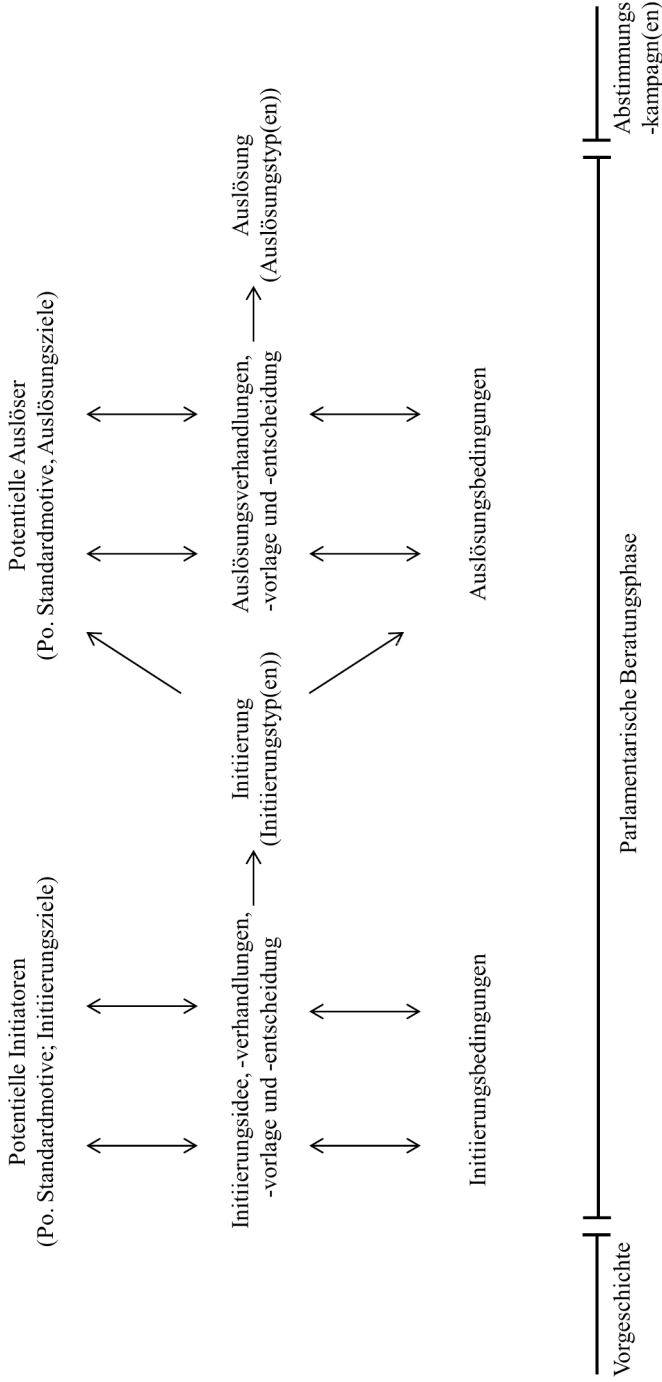 Potentielle Initiatoren
(Po. Standardmotive; Initiierungsziele)
Potentielle Auslöser
(Po. Standardmotive, Auslösungsziele)
Initiierungsidee, -verhandlungen,
-vorlage und -entscheidung
Initiierung
(Initiierungstyp(en))
Auslösungsverhandlungen,
-vorlage und -entscheidung
Auslösung
(Auslösungstyp(en))
Initiierungsbedingungen
Auslösungsbedingungen
Vorgeschichte
Parlamentarische Beratungsphase
Abstimmungs
-kampagn(en)